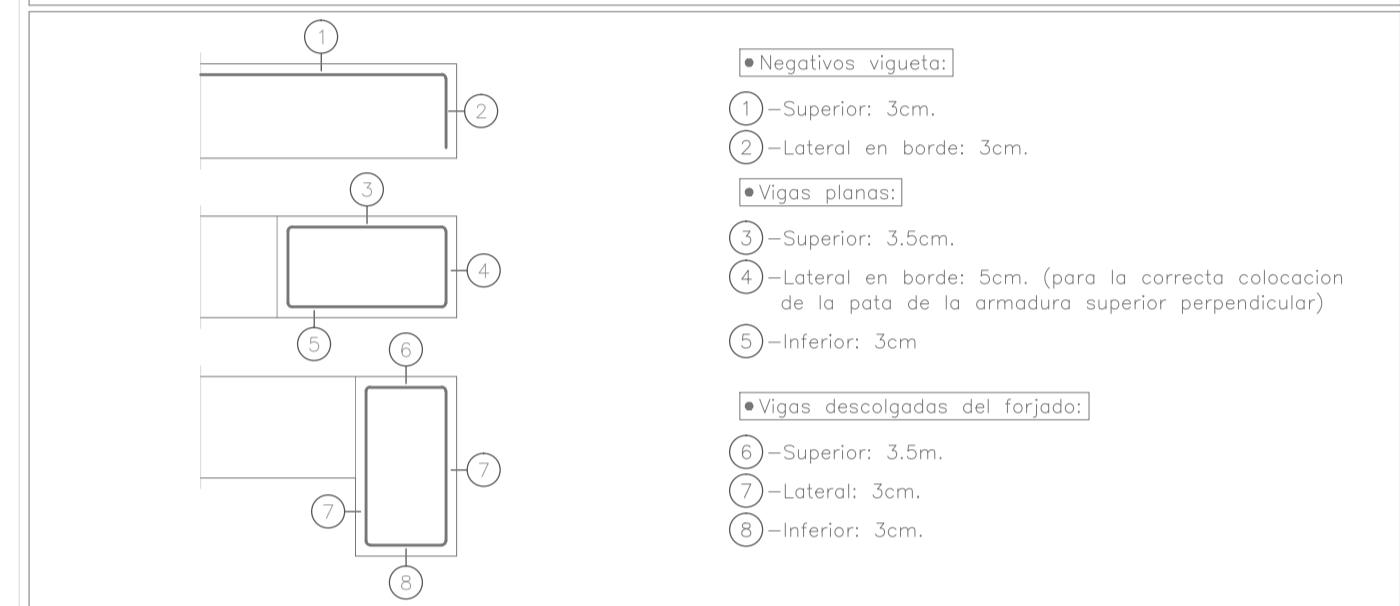 1
2
3
4
5
6
7
7
8
• Negativos vigueta:
1 -Superior: 3cm.
2 -Lateral en borde: 3cm.
• Vigas planas:
3 -Superior: 3.5cm.
4 -Lateral en borde: 5cm. (para la correcta colocacion
de la pata de la armadura superior perpendicular)
5 -Inferior: 3cm
• Vigas descolgadas del forjado:
6 -Superior: 3.5m.
7 -Lateral: 3cm.
8 -Inferior: 3cm.